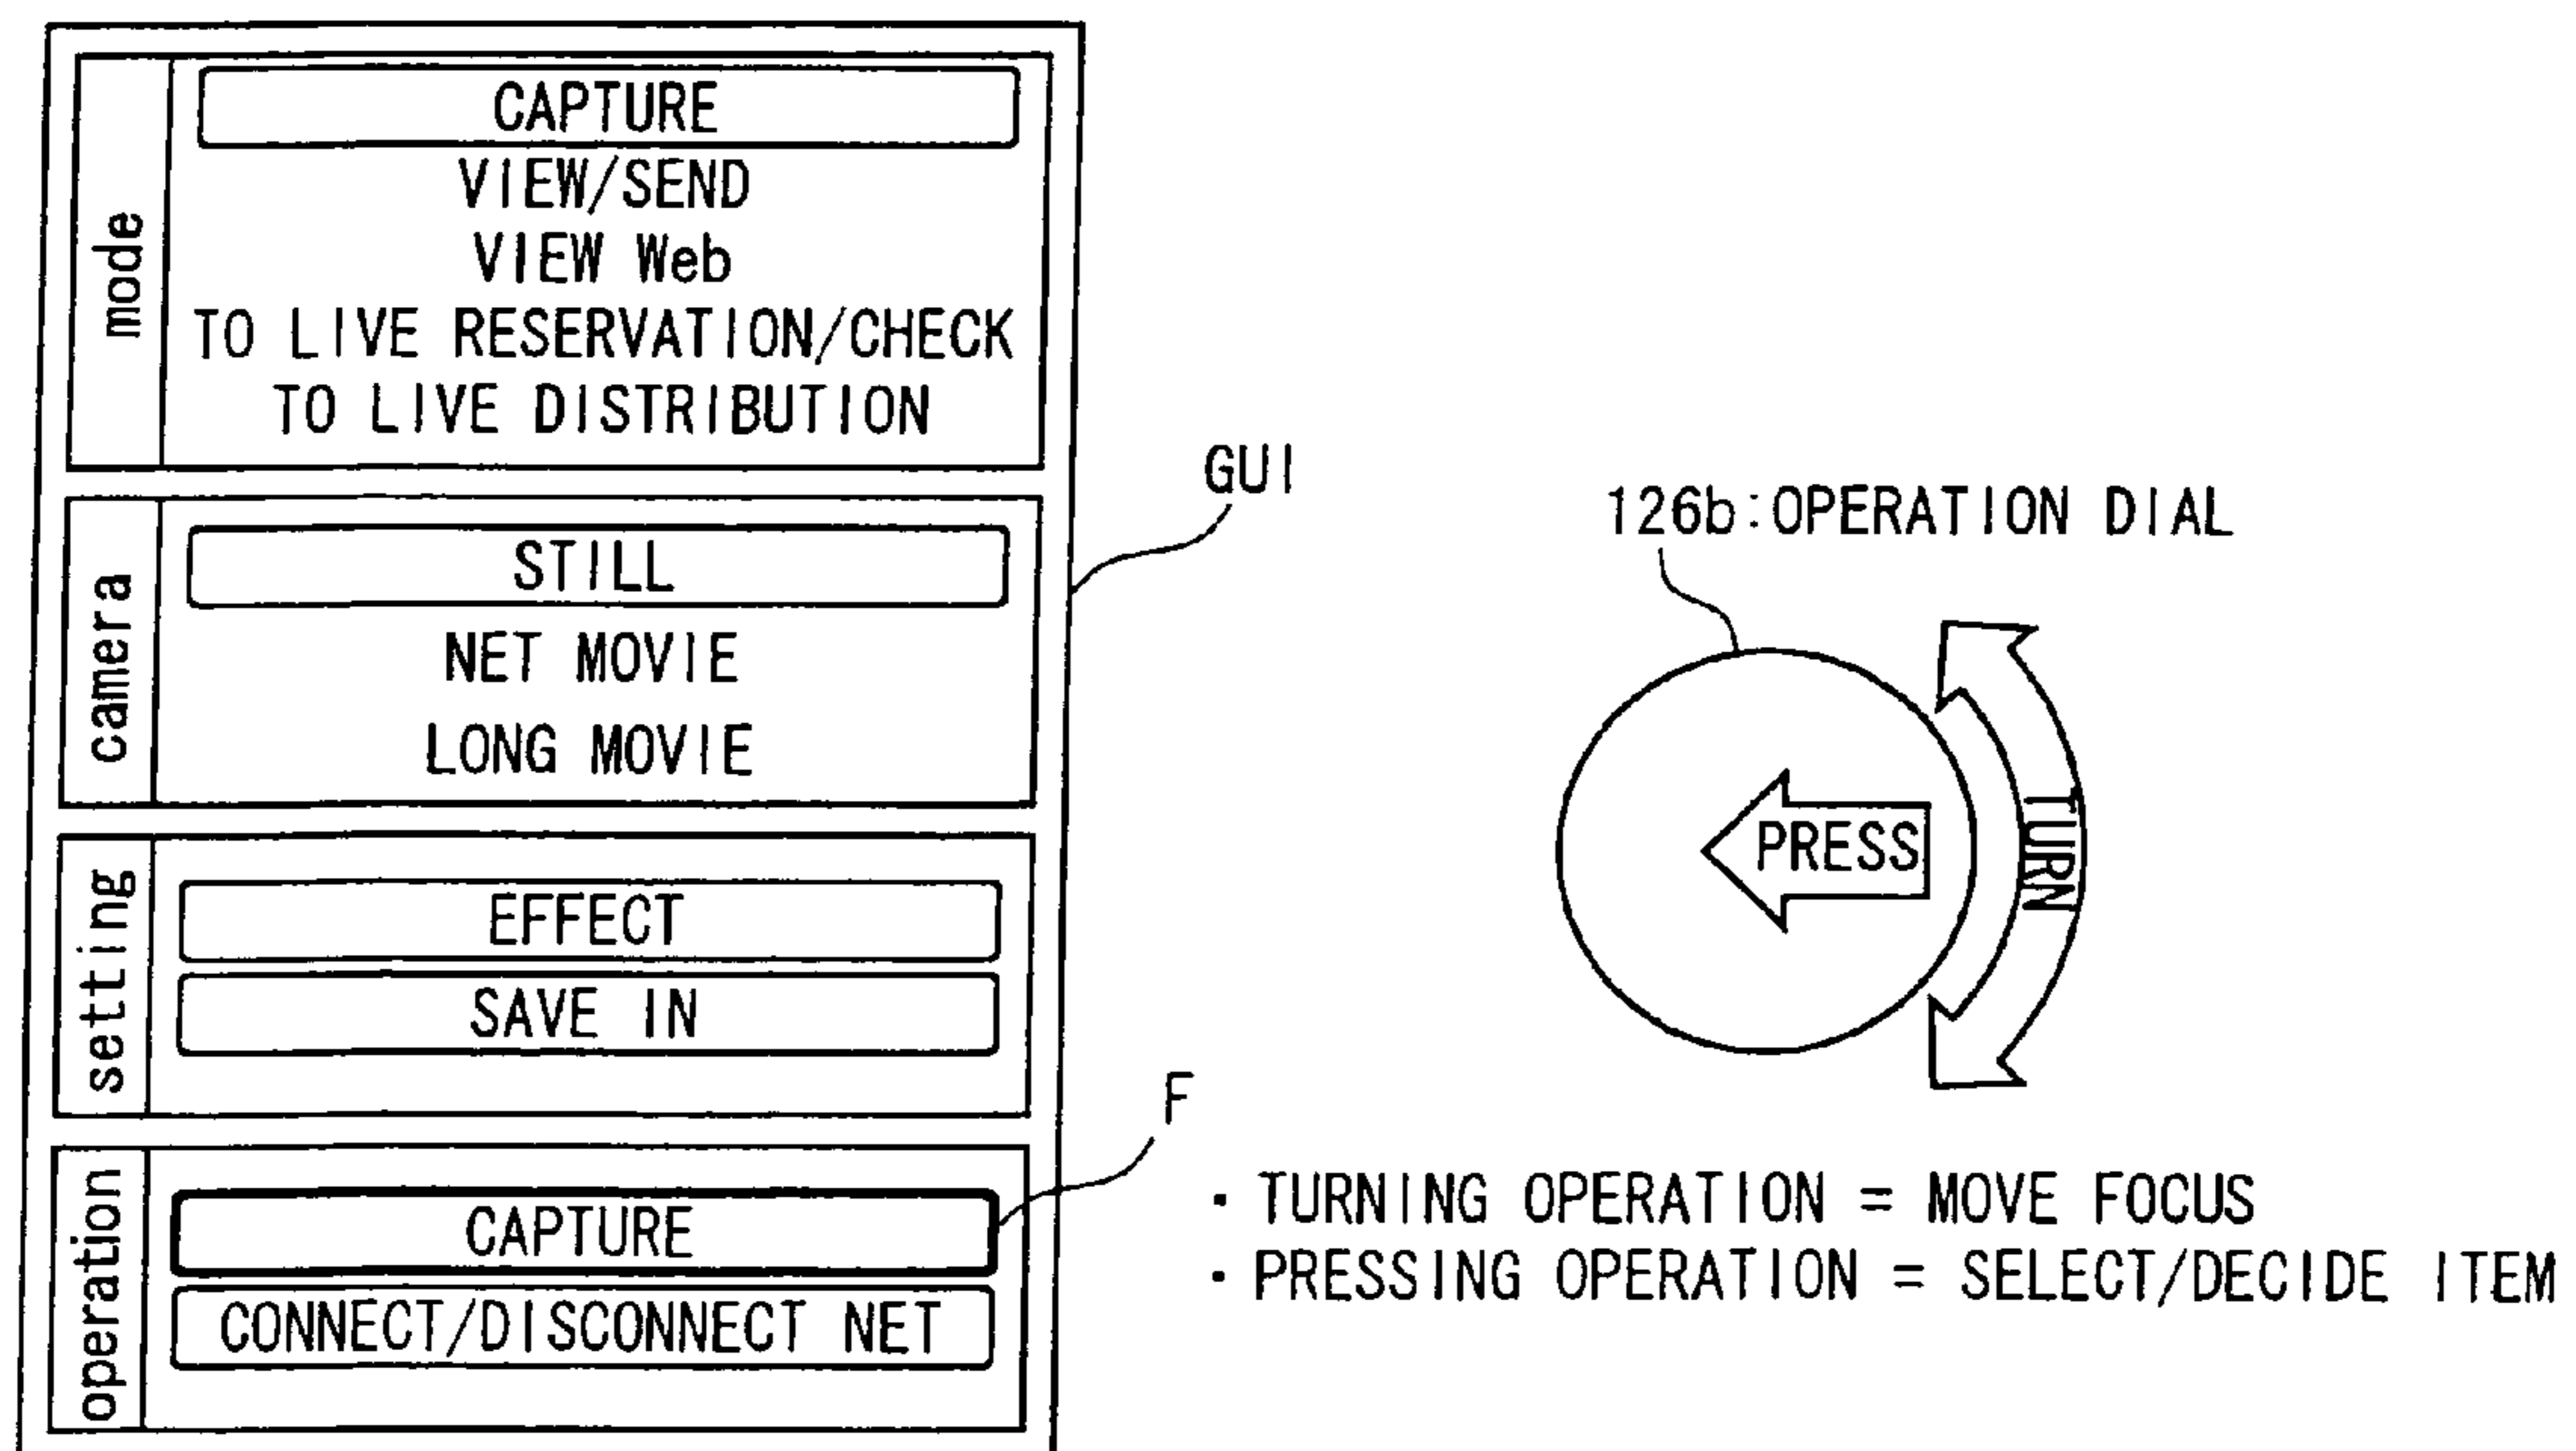 mode
CAPTURE
VIEW/SEND
VIEW Web
TO LIVE RESERVATION/CHECK
TO LIVE DISTRIBUTION
camera
STILL
NET MOVIE
LONG MOVIE
setting
EFFECT
SAVE IN
operation
CAPTURE
CONNECT/DISCONNECT NET
GUI
F
126b:OPERATION DIAL
PRESS
TURN
・TURNING OPERATION = MOVE FOCUS
・PRESSING OPERATION = SELECT/DECIDE ITEM